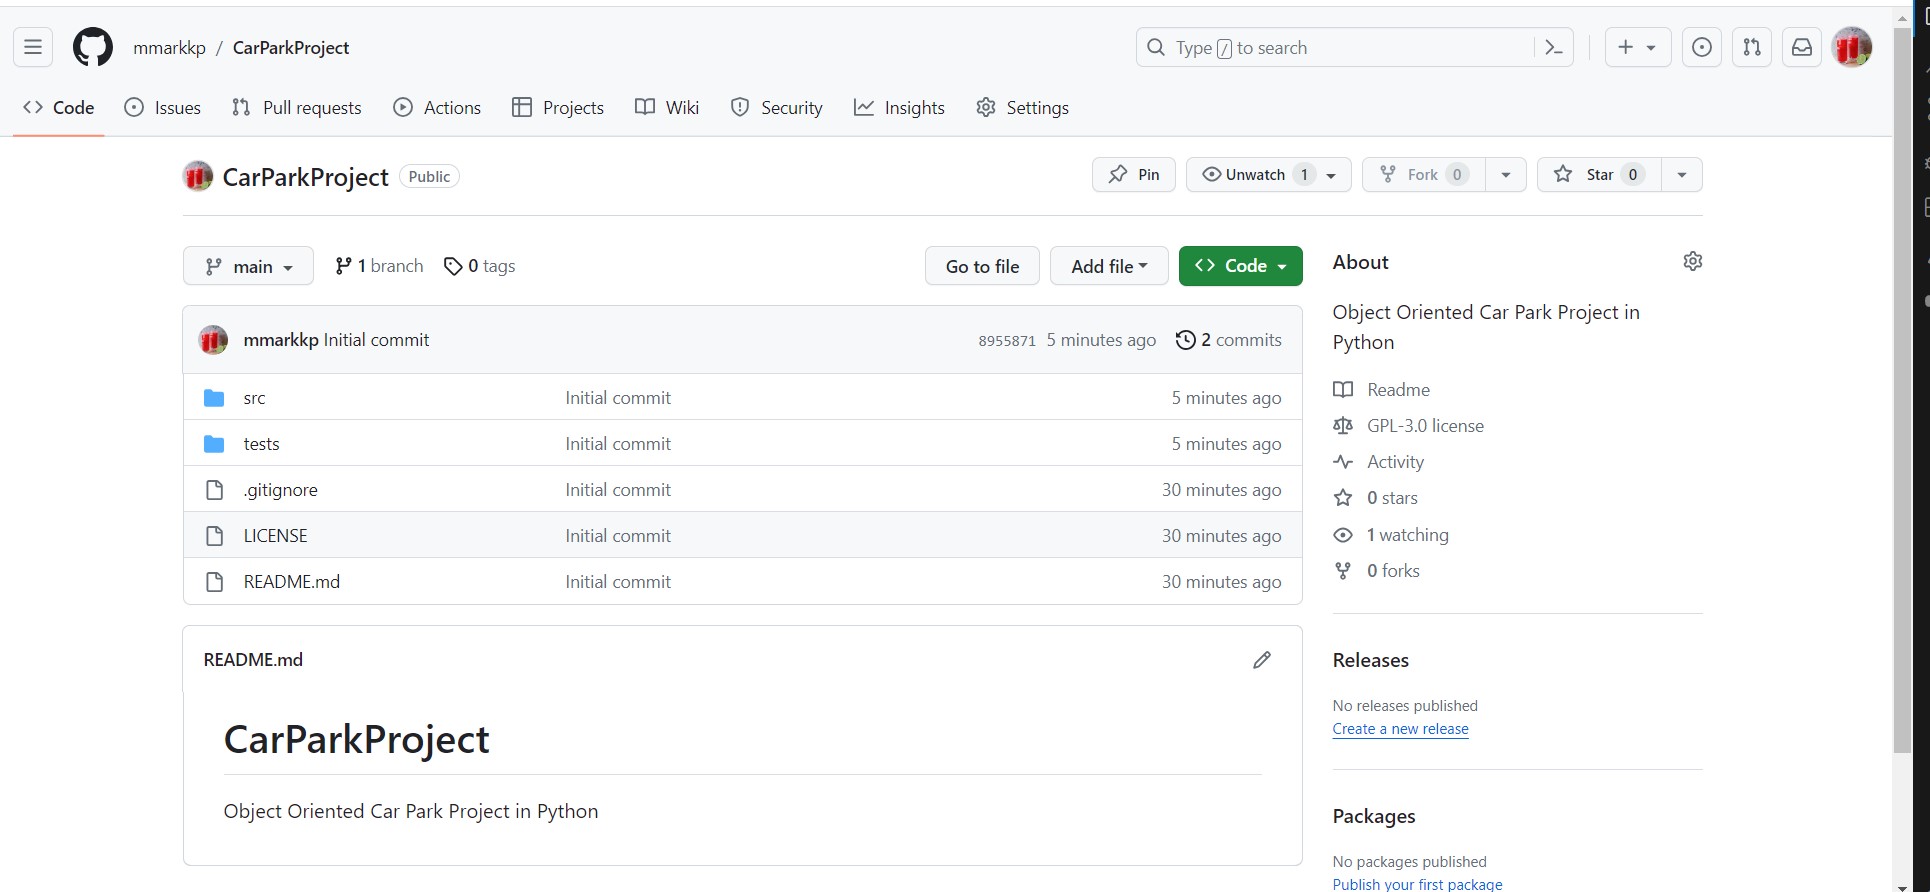 mmarkkp / CarParkProject
Type / to search
Code Issues Pull requests Actions Projects Wiki Security Insights Settings
CarParkProject Public
Pin Unwatch 1 Fork 0 Star 0
main 1 branch 0 tags Go to file Add file Code
mmarkkp Initial commit 8955871 5 minutes ago 2 commits
src Initial commit 5 minutes ago
tests Initial commit 5 minutes ago
.gitignore Initial commit 30 minutes ago
LICENSE Initial commit 30 minutes ago
README.md Initial commit 30 minutes ago
README.md
CarParkProject
Object Oriented Car Park Project in Python
About
Object Oriented Car Park Project in
Python
Readme
GPL-3.0 license
Activity
0 stars
1 watching
0 forks
Releases
No releases published
Create a new release
Packages
No packages published
Publish your first package